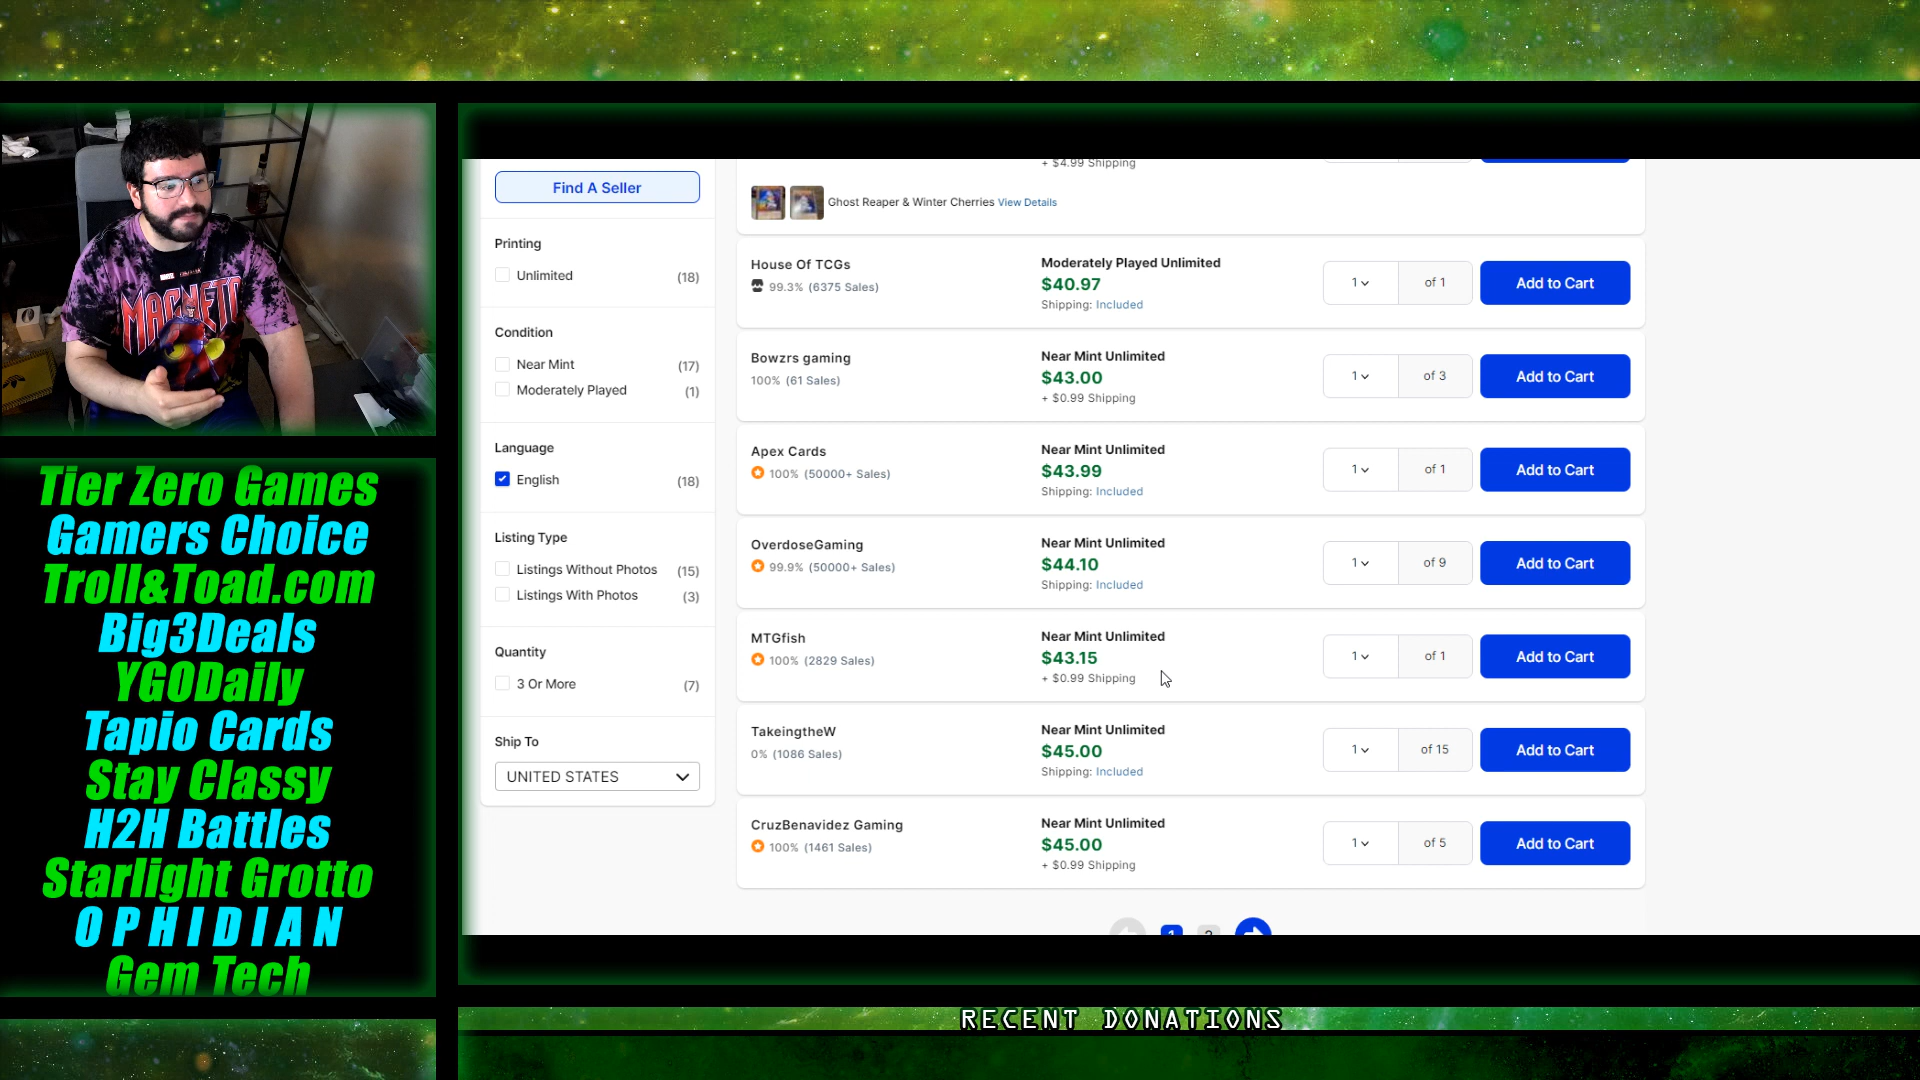 + $4.99 Shipping
Find A Seller
Ghost Reaper & Winter Cherries View Details
Printing
Unlimited (18)
Condition
Near Mint (17)
Moderately Played (1)
Language
English (18)
Listing Type
Listings Without Photos (15)
Listings With Photos (3)
Quantity
3 Or More (7)
Ship To
UNITED STATES
House Of TCGs
99.3% (6375 Sales)
Moderately Played Unlimited
$40.97
Shipping: Included
1 of 1 Add to Cart
Bowzrs gaming
100% (61 Sales)
Near Mint Unlimited
$43.00
+ $0.99 Shipping
1 of 3 Add to Cart
Apex Cards
100% (50000+ Sales)
Near Mint Unlimited
$43.99
Shipping: Included
1 of 1 Add to Cart
OverdoseGaming
99.9% (50000+ Sales)
Near Mint Unlimited
$44.10
Shipping: Included
1 of 9 Add to Cart
MTGfish
100% (2829 Sales)
Near Mint Unlimited
$43.15
+ $0.99 Shipping
1 of 1 Add to Cart
TakeingtheW
0% (1086 Sales)
Near Mint Unlimited
$45.00
Shipping: Included
1 of 15 Add to Cart
CruzBenavidez Gaming
100% (1461 Sales)
Near Mint Unlimited
$45.00
+ $0.99 Shipping
1 of 5 Add to Cart
1 2
MAGNETO
Tier Zero Games
Gamers Choice
Troll&Toad.com
Big3Deals
YGODaily
Tapio Cards
Stay Classy
H2H Battles
Starlight Grotto
O P H I D I A N
Gem Tech
RECENT DONATIONS